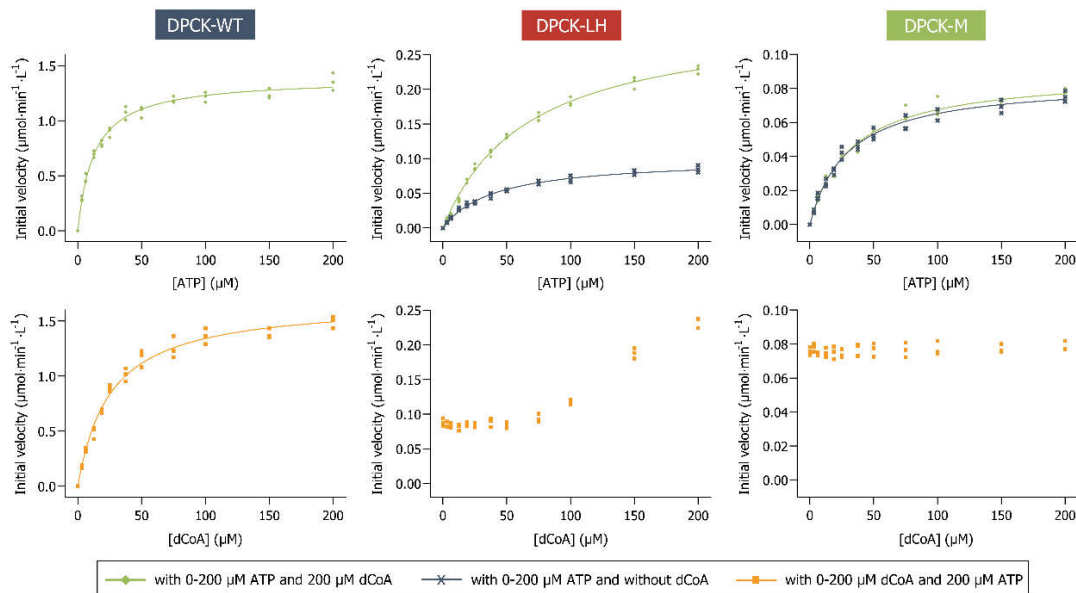 DPCK-WT
DPCK-LH
DPCK-M
Initial velocity (µmol·min⁻¹·L⁻¹)
1.5
1.0
0.5
0.0
0 50 100 150 200
[ATP] (µM)
Initial velocity (µmol·min⁻¹·L⁻¹)
0.25
0.20
0.15
0.10
0.05
0.00
0 50 100 150 200
[ATP] (µM)
Initial velocity (µmol·min⁻¹·L⁻¹)
0.10
0.08
0.06
0.04
0.02
0.00
0 50 100 150 200
[ATP] (µM)
Initial velocity (µmol·min⁻¹·L⁻¹)
1.5
1.0
0.5
0.0
0 50 100 150 200
[dCoA] (µM)
Initial velocity (µmol·min⁻¹·L⁻¹)
0.25
0.20
0.15
0.10
0.05
0.00
0 50 100 150 200
[dCoA] (µM)
Initial velocity (µmol·min⁻¹·L⁻¹)
0.10
0.08
0.06
0.04
0.02
0.00
0 50 100 150 200
[dCoA] (µM)
with 0-200 µM ATP and 200 µM dCoA
with 0-200 µM ATP and without dCoA
with 0-200 µM dCoA and 200 µM ATP